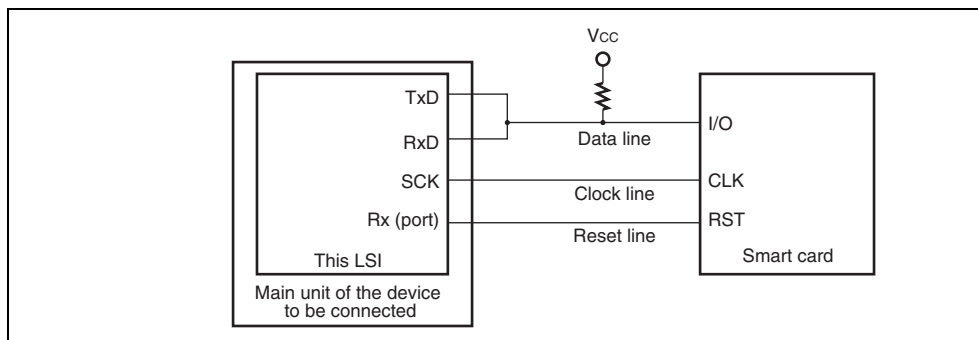 Vcc
TxD
RxD
SCK
Rx (port)
This LSI
Main unit of the device
to be connected
Data line
Clock line
Reset line
I/O
CLK
RST
Smart card